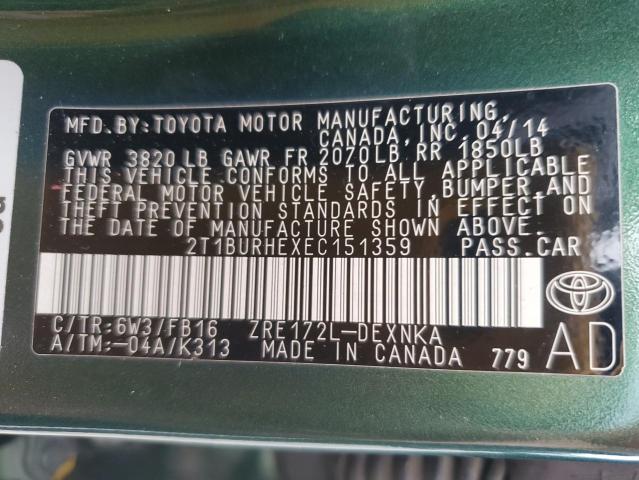 MFD.BY:TOYOTA MOTOR MANUFACTURING,
CANADA,INC.04/14
GVWR 3820LB GAWR FR 2070LB RR 1850LB
THIS VEHICLE CONFORMS TO ALL APPLICABLE
FEDERAL MOTOR VEHICLE SAFETY,BUMPER,AND
THEFT PREVENTION STANDARDS IN EFFECT ON
THE DATE OF MANUFACTURE SHOWN ABOVE.
2T1BURHEXEC151359 PASS.CAR
C/TR:6W3/FB16 ZRE172L-DEXNKA
A/TM:-04A/K313 MADE IN CANADA 779 AD